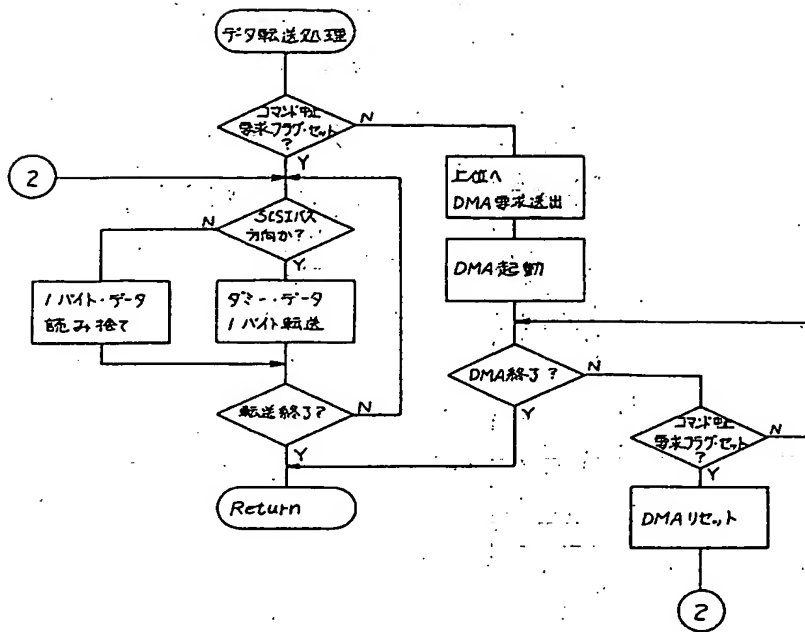 データ転送処理
コマンド中止
要求フラグ・セット
?
N
Y
2
SCSIバス
方向か?
N
Y
1バイト・データ
読み捨て
ダミー・データ
1バイト転送
転送終了?
N
Y
Return
上位へ
DMA要求送出
DMA起動
DMA終了?
N
Y
コマンド中止
要求フラグ・セット
?
N
Y
DMAリセット
2